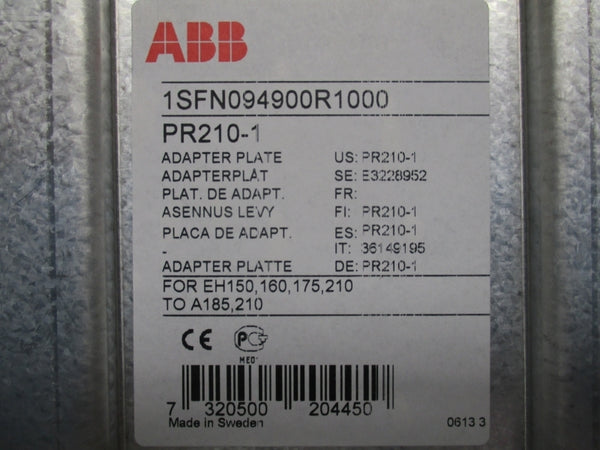 ABB
1SFN094900R1000
PR210-1
ADAPTER PLATE US: PR210-1
ADAPTERPLÅT SE: E3228952
PLAT. DE ADAPT. FR:
ASENNUS LEVY FI: PR210-1
PLACA DE ADAPT. ES: PR210-1
- IT: 36149195
ADAPTER PLATTE DE: PR210-1
FOR EH150,160,175,210
TO A185,210
CE PG
7 320500 204450
Made in Sweden 0613 3